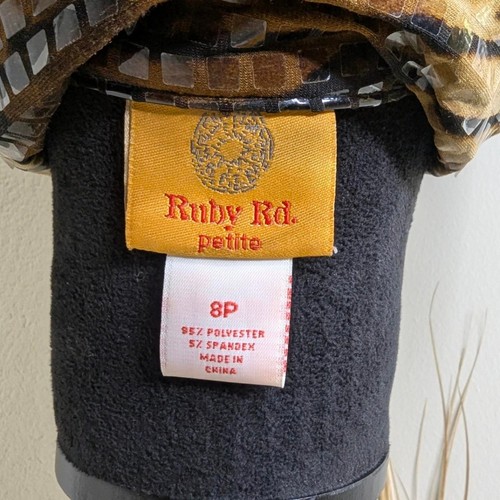 Ruby Rd.
petite
8P
95% POLYESTER
5% SPANDEX
MADE IN
CHINA